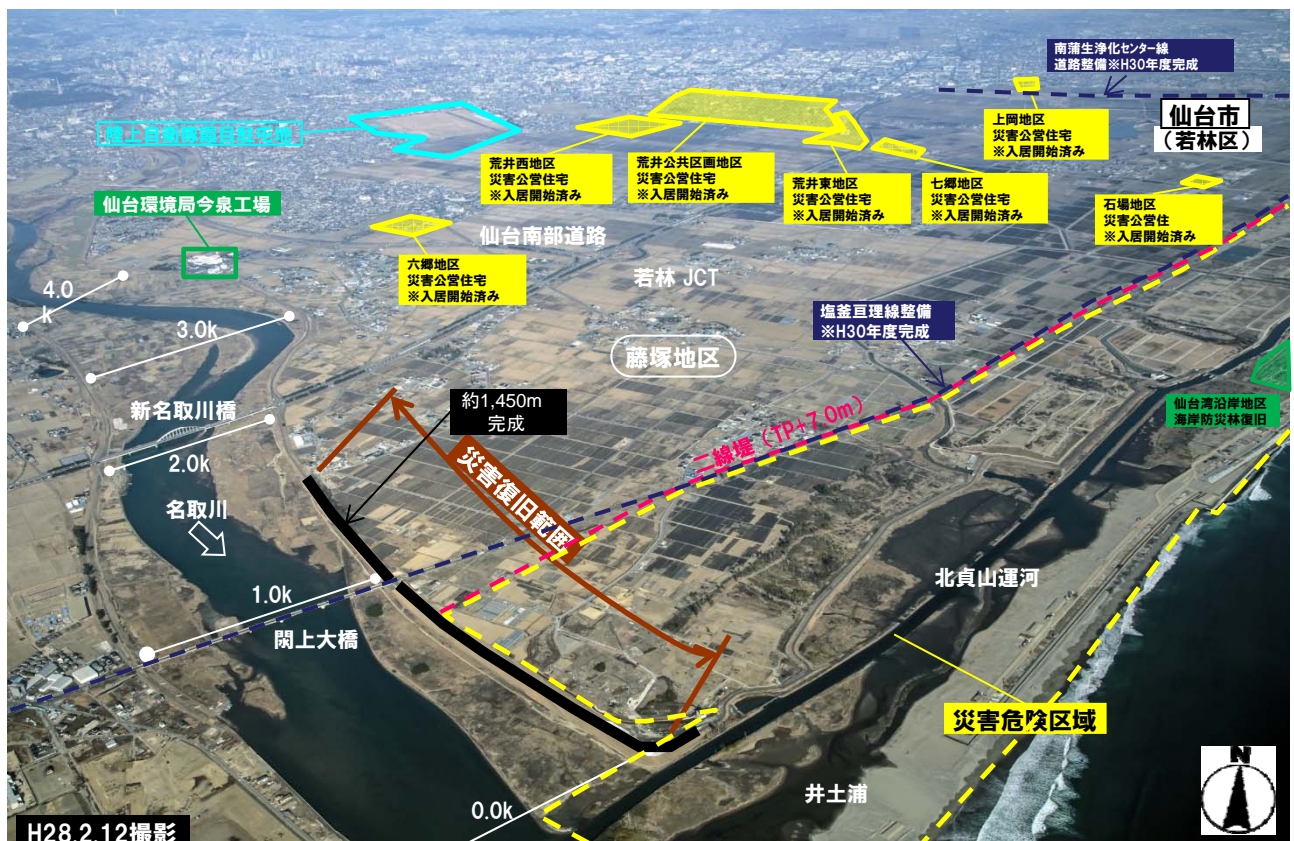 南蒲生浄化センター線
道路整備※H30年度完成
仙台市
(若林区)
上岡地区
災害公営住宅
※入居開始済み
陸上自衛隊霞目駐屯地
荒井西地区
災害公営住宅
※入居開始済み
荒井公共区画地区
災害公営住宅
※入居開始済み
荒井東地区
災害公営住宅
※入居開始済み
七郷地区
災害公営住宅
※入居開始済み
石場地区
災害公営住
※入居開始済み
仙台環境局今泉工場
仙台南部道路
六郷地区
災害公営住宅
※入居開始済み
若林 JCT
4.0
k
3.0k
塩釜亘理線整備
※H30年度完成
藤塚地区
約1,450m
完成
新名取川橋
2.0k
仙台湾沿岸地区
海岸防災林復旧
二線堤(TP+7.0m)
災害復旧範囲
名取川
北貞山運河
1.0k
閖上大橋
災害危険区域
井土浦
0.0k
N
H28.2.12撮影